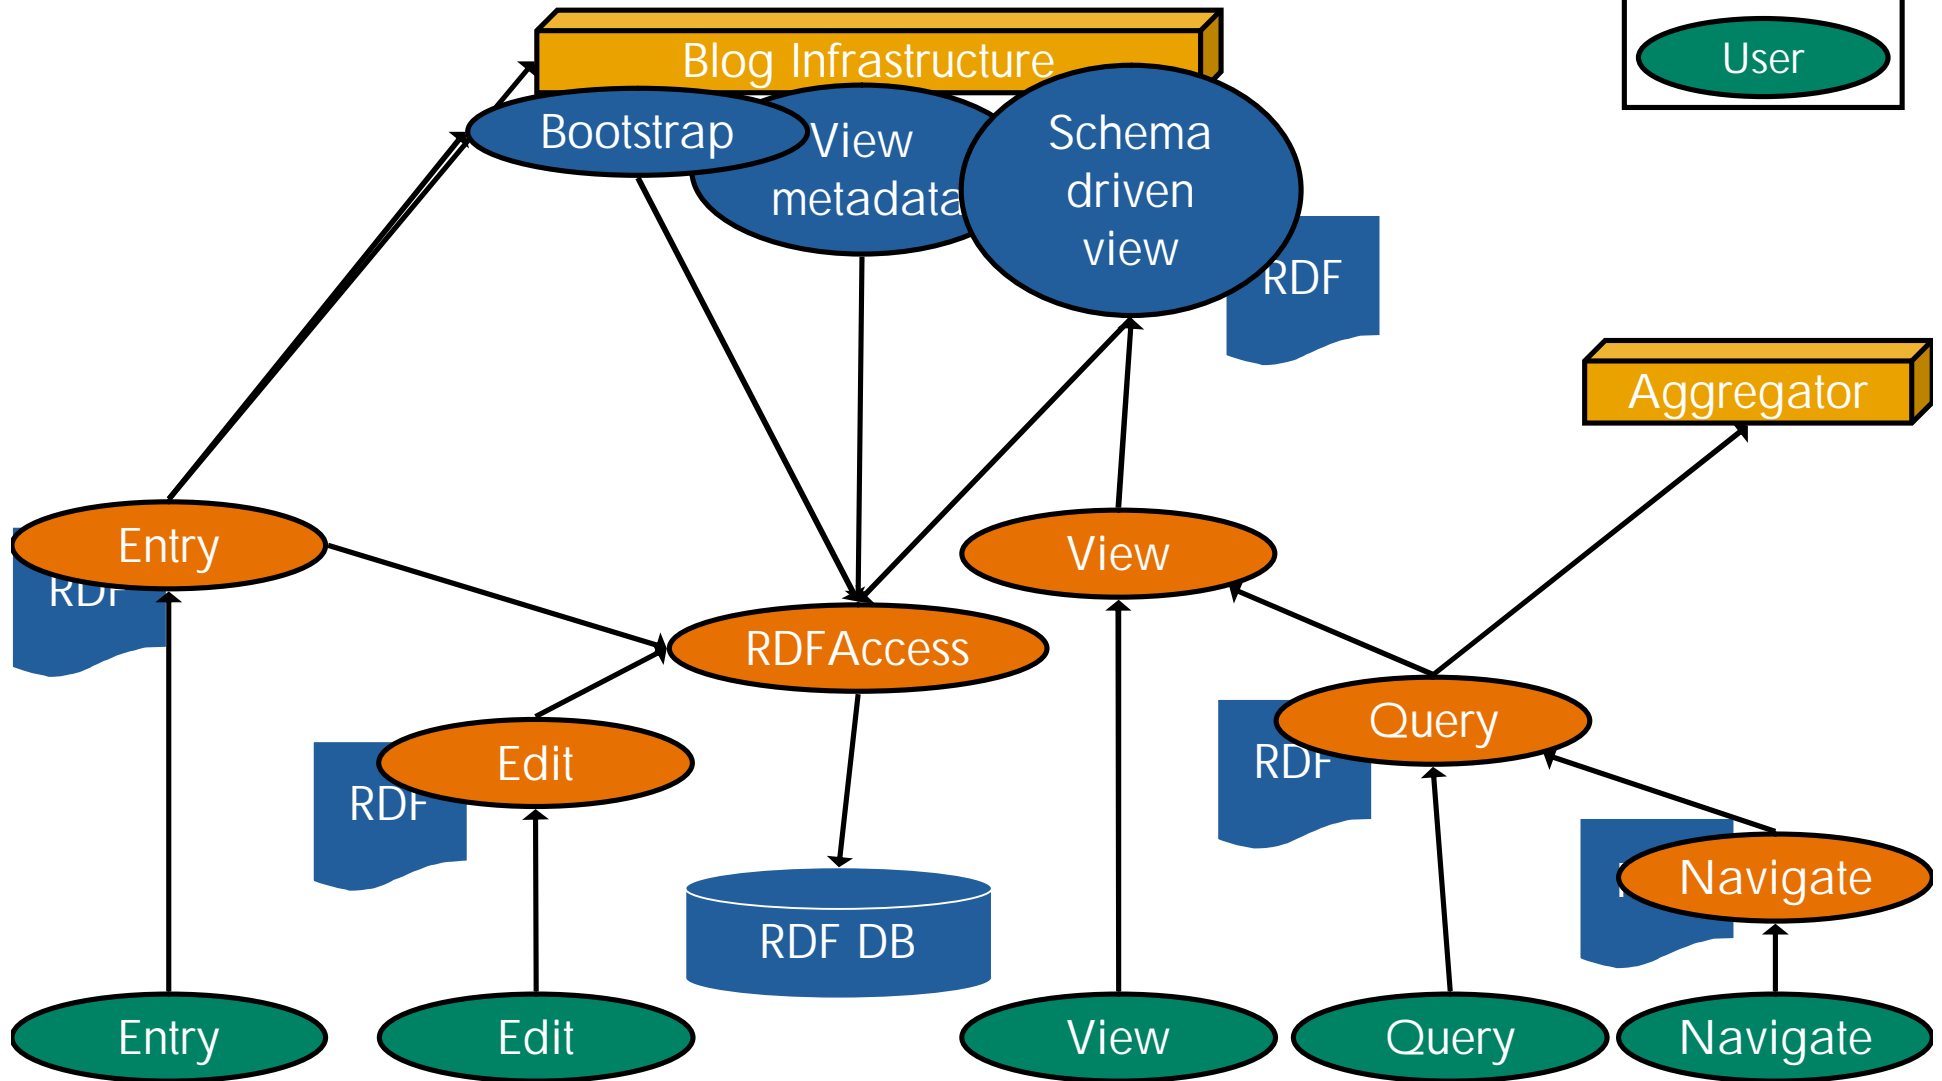 Blog Infrastructure
User
Bootstrap
View
metadata
Schema
driven
view
RDF
Aggregator
Entry
RDF
View
RDFAccess
Query
RDF
Edit
RDF
Navigate
RDF DB
Entry
Edit
View
Query
Navigate